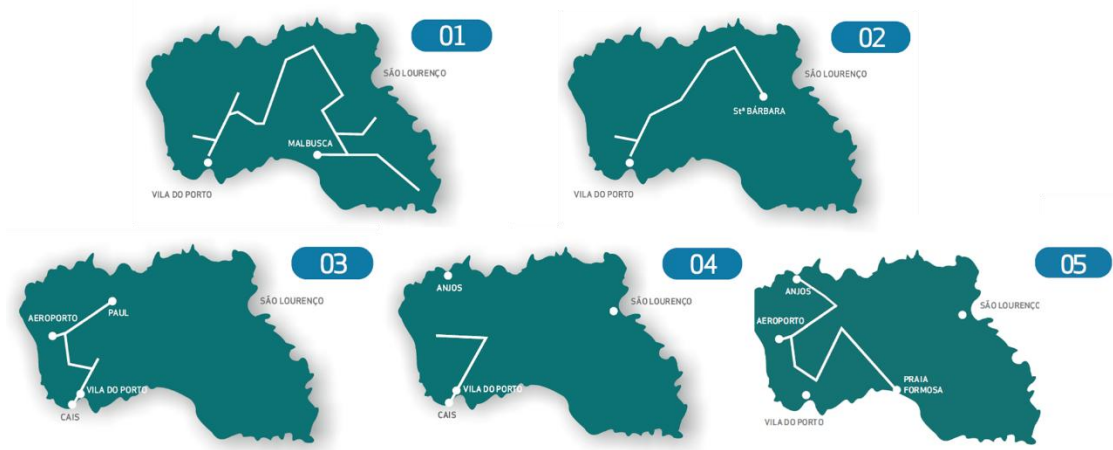 01
SÃO LOURENÇO
MALBUSCA
VILA DO PORTO
02
SÃO LOURENÇO
Stª BÁRBARA
VILA DO PORTO
03
SÃO LOURENÇO
AEROPORTO
PAUL
VILA DO PORTO
CAIS
04
ANJOS
SÃO LOURENÇO
VILA DO PORTO
CAIS
05
ANJOS
SÃO LOURENÇO
AEROPORTO
PRAIA
FORMOSA
VILA DO PORTO